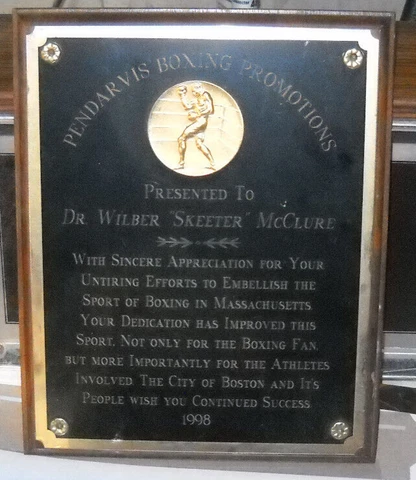 PENDARVIS BOXING PROMOTIONS
PRESENTED TO
DR. WILBER "SKEETER" MCCLURE
WITH SINCERE APPRECIATION FOR YOUR
UNTIRING EFFORTS TO EMBELLISH THE
SPORT OF BOXING IN MASSACHUSETTS
YOUR DEDICATION HAS IMPROVED THIS
SPORT, NOT ONLY FOR THE BOXING FAN,
BUT MORE IMPORTANTLY FOR THE ATHLETES
INVOLVED THE CITY OF BOSTON AND IT'S
PEOPLE WISH YOU CONTINUED SUCCESS
1998